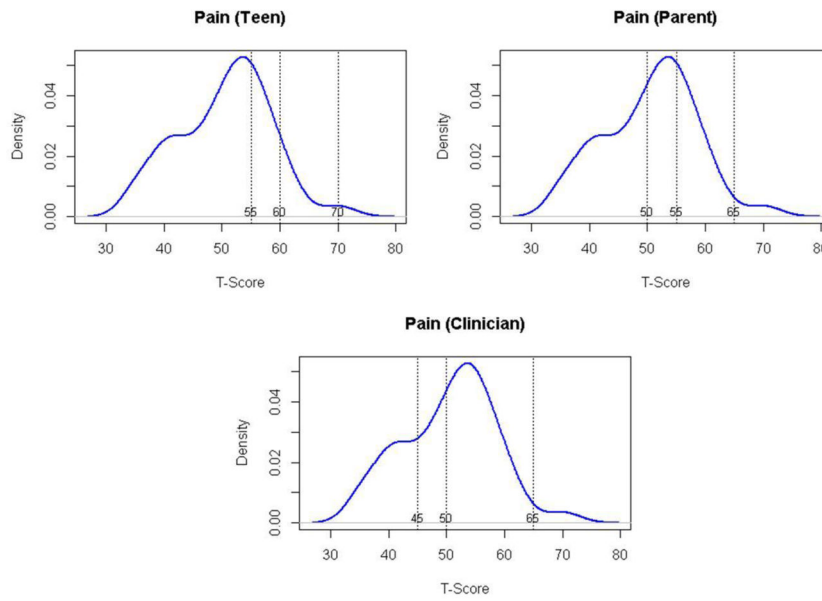 Pain (Teen)
Density
0.00 0.02 0.04
55 60 70
30 40 50 60 70 80
T-Score
Pain (Parent)
Density
0.00 0.02 0.04
50 55 65
30 40 50 60 70 80
T-Score
Pain (Clinician)
Density
0.00 0.02 0.04
45 50 65
30 40 50 60 70 80
T-Score